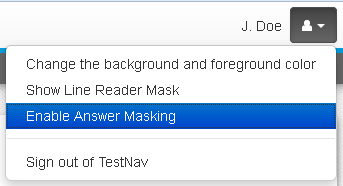 J. Doe
Change the background and foreground color
Show Line Reader Mask
Enable Answer Masking
Sign out of TestNav